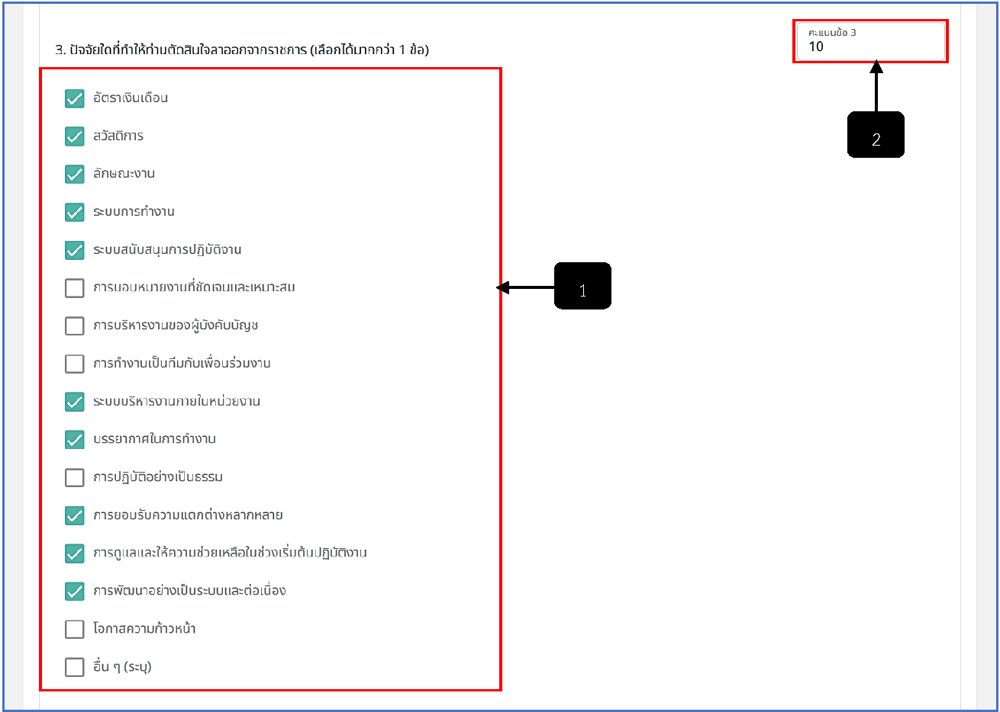 คะแนนข้อ 3
10
3. ปัจจัยใดที่ทำให้ท่านตัดสินใจลาออกจากราชการ (เลือกได้มากกว่า 1 ข้อ)
อัตราเงินเดือน
สวัสดิการ
2
ลักษณะงาน
ระบบการทำงาน
ระบบสนับสนุนการปฏิบัติงาน
การมอบหมายงานที่ชัดเจนและเหมาะสม
1
การบริหารงานของผู้บังคับบัญช
การทำงานเป็นทีมกับเพื่อนร่วมงาน
ระบบบริหารงานภายในหน่วยงาน
บรรยากาศในการทำงาน
การปฏิบัติอย่างเป็นธรรม
การยอมรับความแตกต่างหลากหลาย
การดูแลและให้ความช่วยเหลือในช่วงเริ่มต้นปฏิบัติงาน
การพัฒนาอย่างเป็นระบบและต่อเนื่อง
โอกาสความก้าวหน้า
อื่น ๆ (ระบุ)